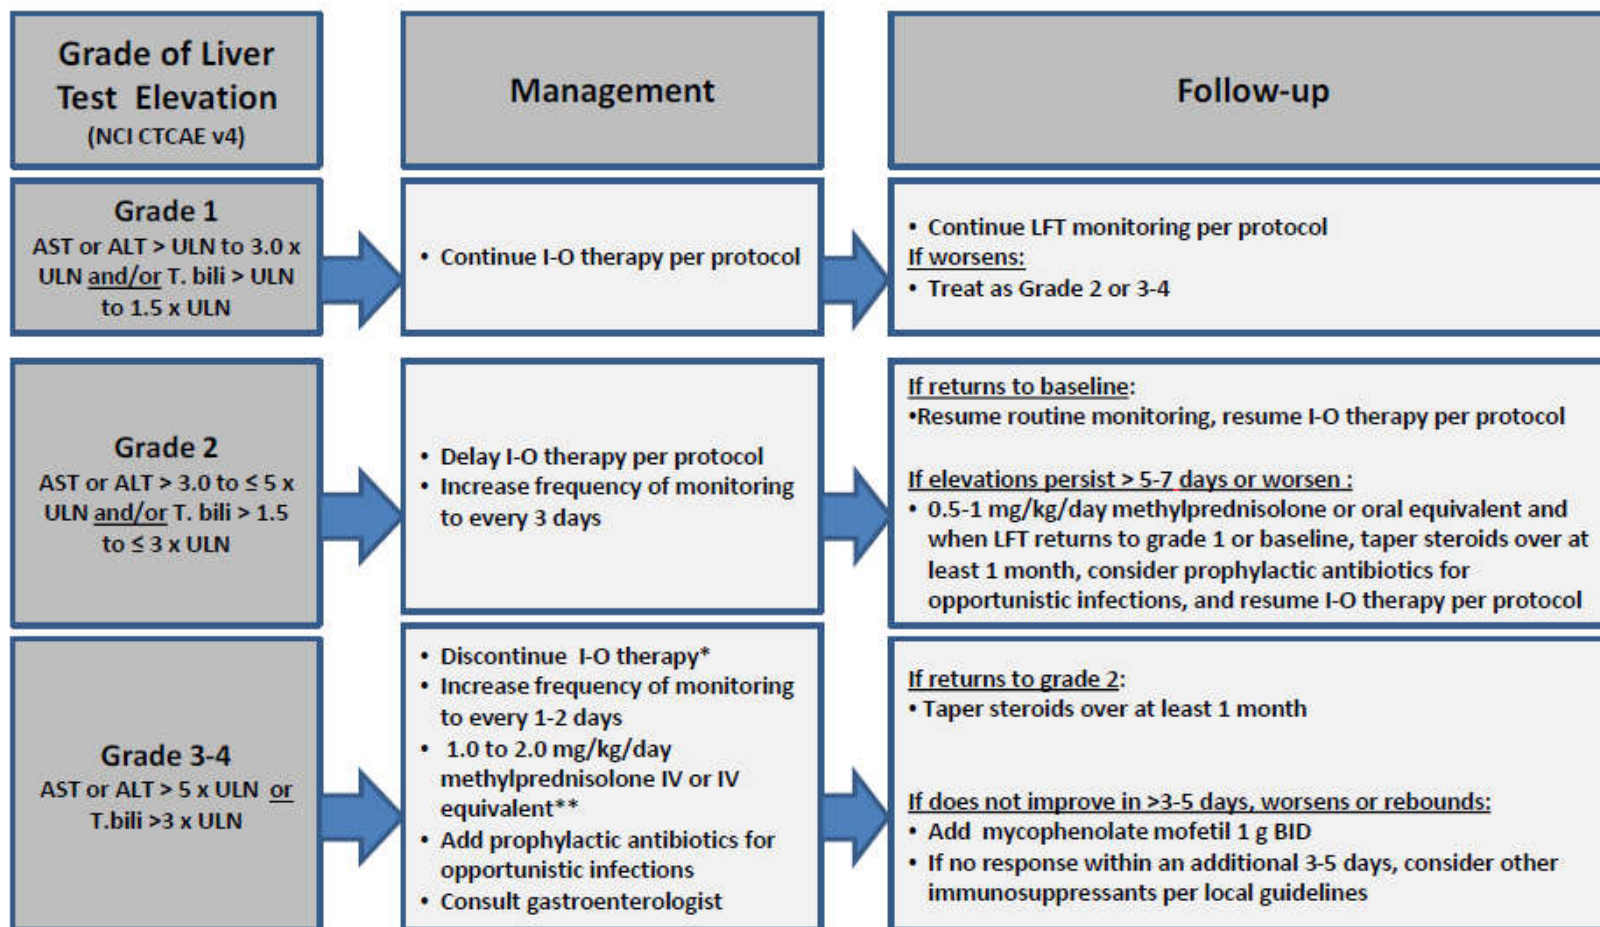 Grade of Liver
Test Elevation
(NCI CTCAE v4)
Management
Follow-up
Grade 1
AST or ALT > ULN to 3.0 x
ULN and/or T. bili > ULN
to 1.5 x ULN
• Continue I-O therapy per protocol
• Continue LFT monitoring per protocol
If worsens:
• Treat as Grade 2 or 3-4
Grade 2
AST or ALT > 3.0 to ≤ 5 x
ULN and/or T. bili > 1.5
to ≤ 3 x ULN
• Delay I-O therapy per protocol
• Increase frequency of monitoring
to every 3 days
If returns to baseline:
•Resume routine monitoring, resume I-O therapy per protocol
If elevations persist > 5-7 days or worsen :
• 0.5-1 mg/kg/day methylprednisolone or oral equivalent and
when LFT returns to grade 1 or baseline, taper steroids over at
least 1 month, consider prophylactic antibiotics for
opportunistic infections, and resume I-O therapy per protocol
Grade 3-4
AST or ALT > 5 x ULN or
T.bili >3 x ULN
• Discontinue I-O therapy*
• Increase frequency of monitoring
to every 1-2 days
• 1.0 to 2.0 mg/kg/day
methylprednisolone IV or IV
equivalent**
• Add prophylactic antibiotics for
opportunistic infections
• Consult gastroenterologist
If returns to grade 2:
• Taper steroids over at least 1 month
If does not improve in >3-5 days, worsens or rebounds:
• Add mycophenolate mofetil 1 g BID
• If no response within an additional 3-5 days, consider other
immunosuppressants per local guidelines